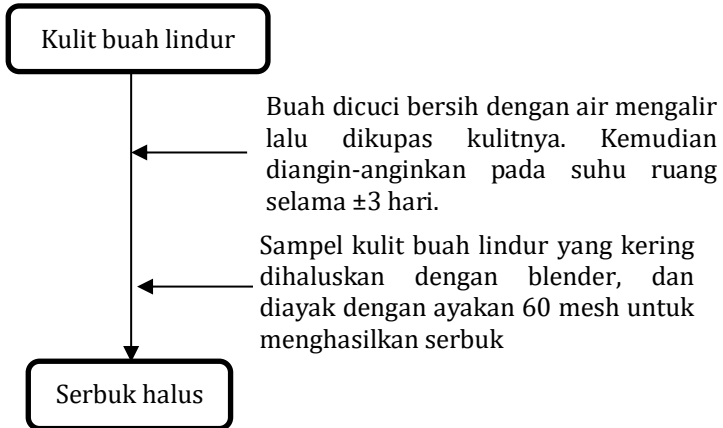 Kulit buah lindur
Buah dicuci bersih dengan air mengalir
lalu dikupas kulitnya. Kemudian
diangin-anginkan pada suhu ruang
selama ±3 hari.
Sampel kulit buah lindur yang kering
dihaluskan dengan blender, dan
diayak dengan ayakan 60 mesh untuk
menghasilkan serbuk
Serbuk halus